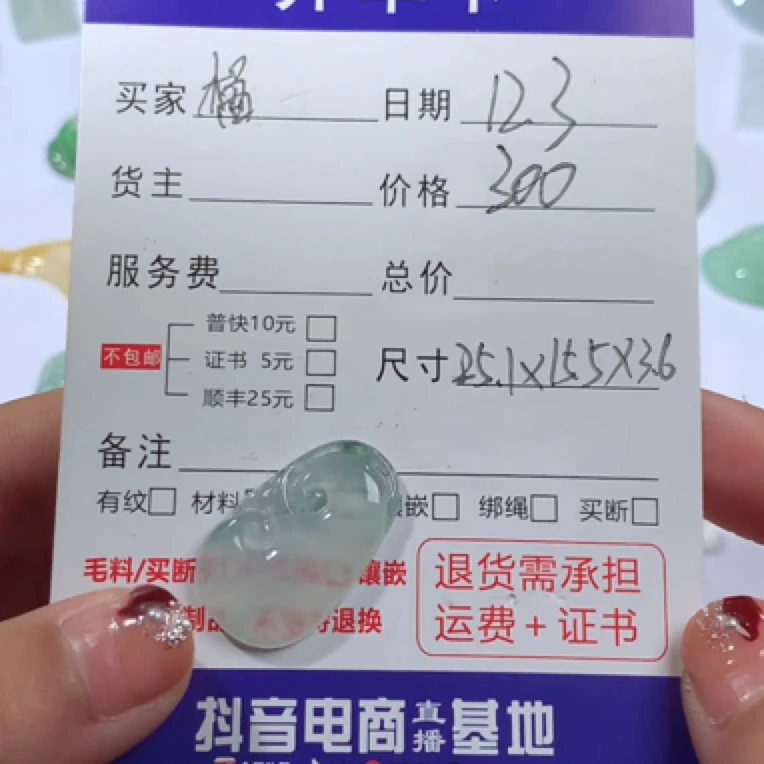 买家 橘 日期 12.3
货主 价格 300
服务费 总价
普快10元
不包邮 证书 5元
顺丰25元
尺寸 25.1X15.5X3.6
备注
有纹 材料 嵌 绑绳 买断
毛料/买断 镶嵌
制品 退换
退货需承担
运费+证书
抖音电商直播基地